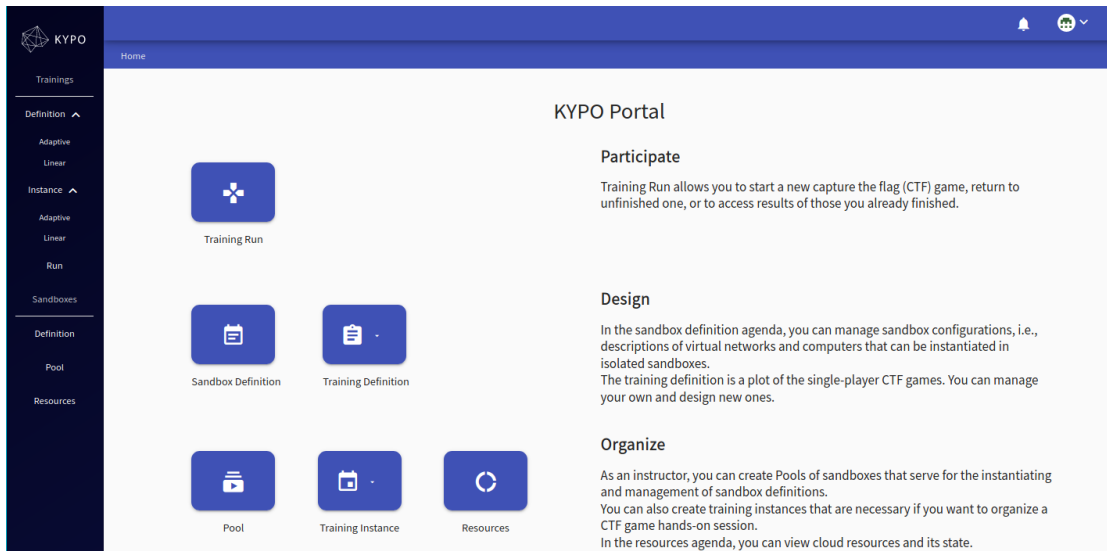 KYPO
Home
Trainings
Definition
Adaptive
Linear
Instance
Adaptive
Linear
Run
Sandboxes
Definition
Pool
Resources
KYPO Portal
Training Run
Participate
Training Run allows you to start a new capture the flag (CTF) game, return to
unfinished one, or to access results of those you already finished.
Sandbox Definition
Training Definition
Design
In the sandbox definition agenda, you can manage sandbox configurations, i.e.,
descriptions of virtual networks and computers that can be instantiated in
isolated sandboxes.
The training definition is a plot of the single-player CTF games. You can manage
your own and design new ones.
Pool
Training Instance
Resources
Organize
As an instructor, you can create Pools of sandboxes that serve for the instantiating
and management of sandbox definitions.
You can also create training instances that are necessary if you want to organize a
CTF game hands-on session.
In the resources agenda, you can view cloud resources and its state.